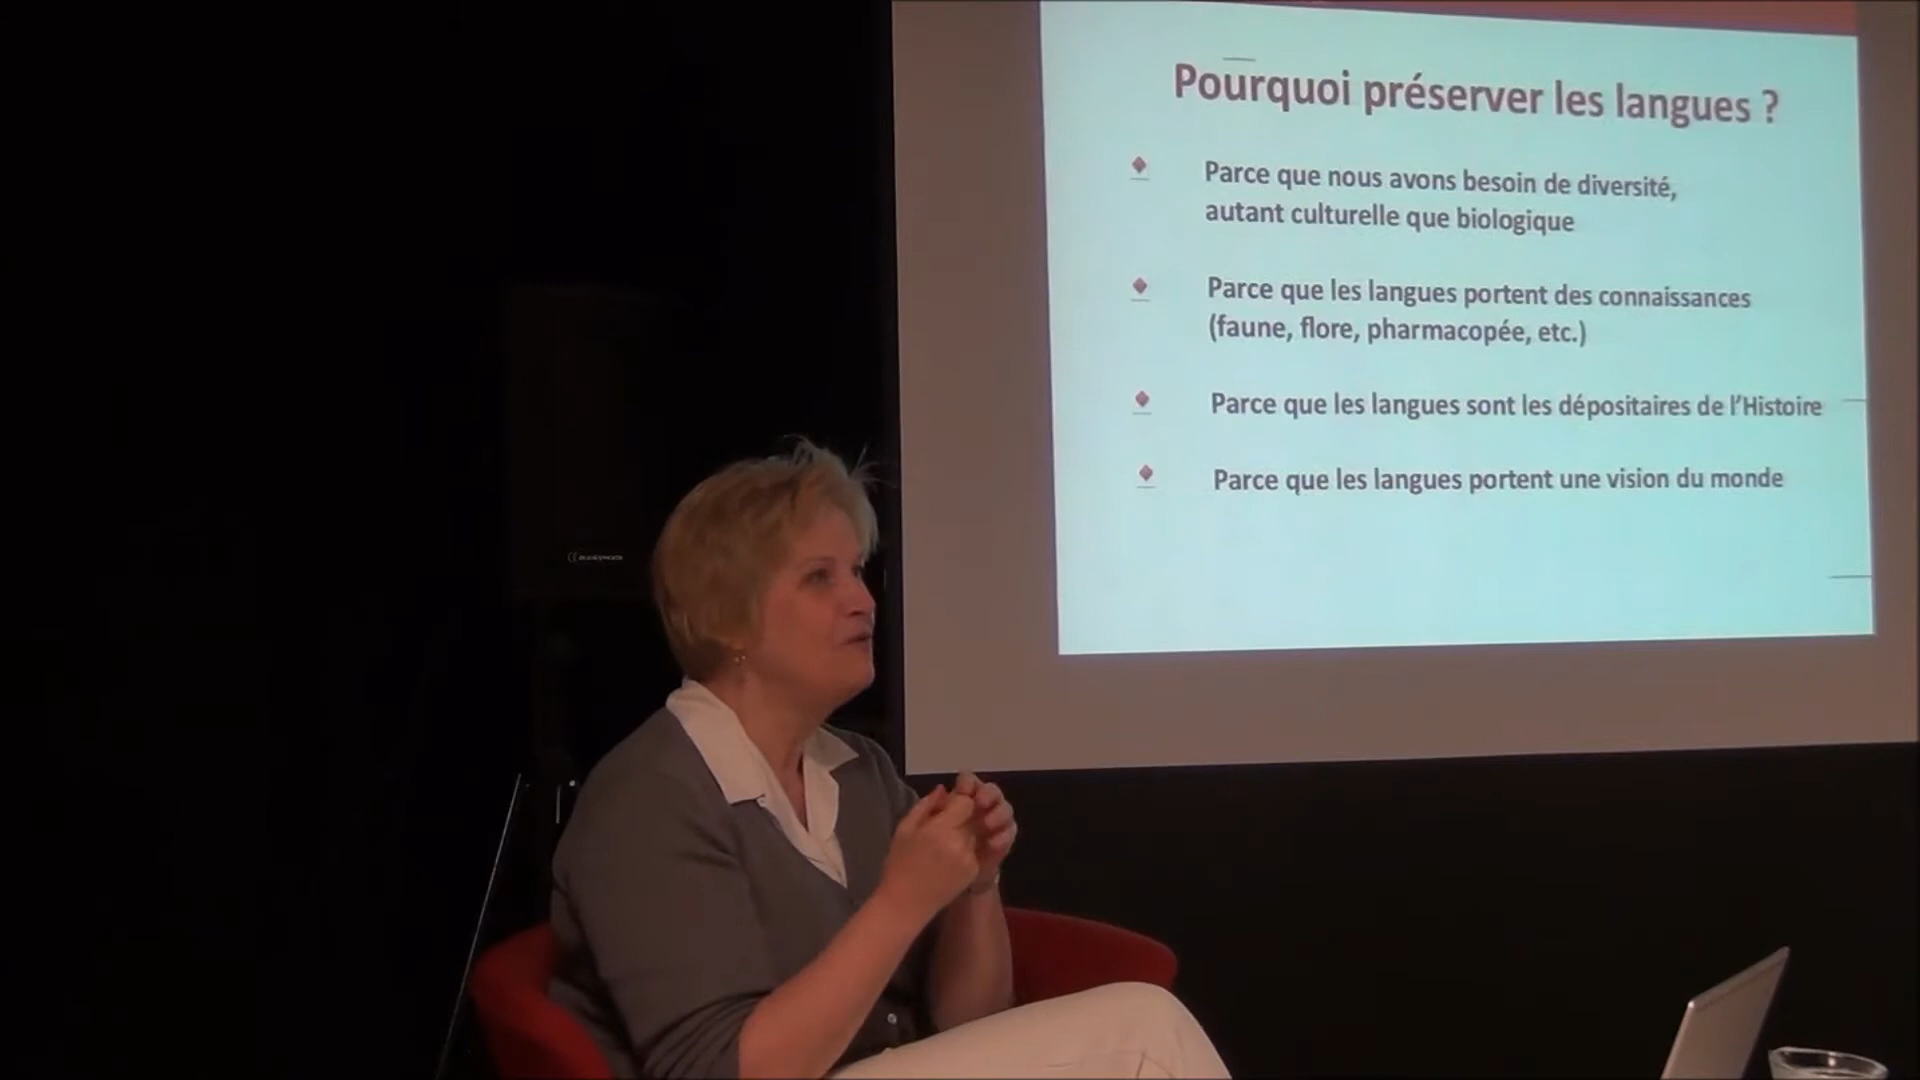 Pourquoi préserver les langues ?
Parce que nous avons besoin de diversité,
autant culturelle que biologique
Parce que les langues portent des connaissances
(faune, flore, pharmacopée, etc.)
Parce que les langues sont les dépositaires de l'Histoire
Parce que les langues portent une vision du monde